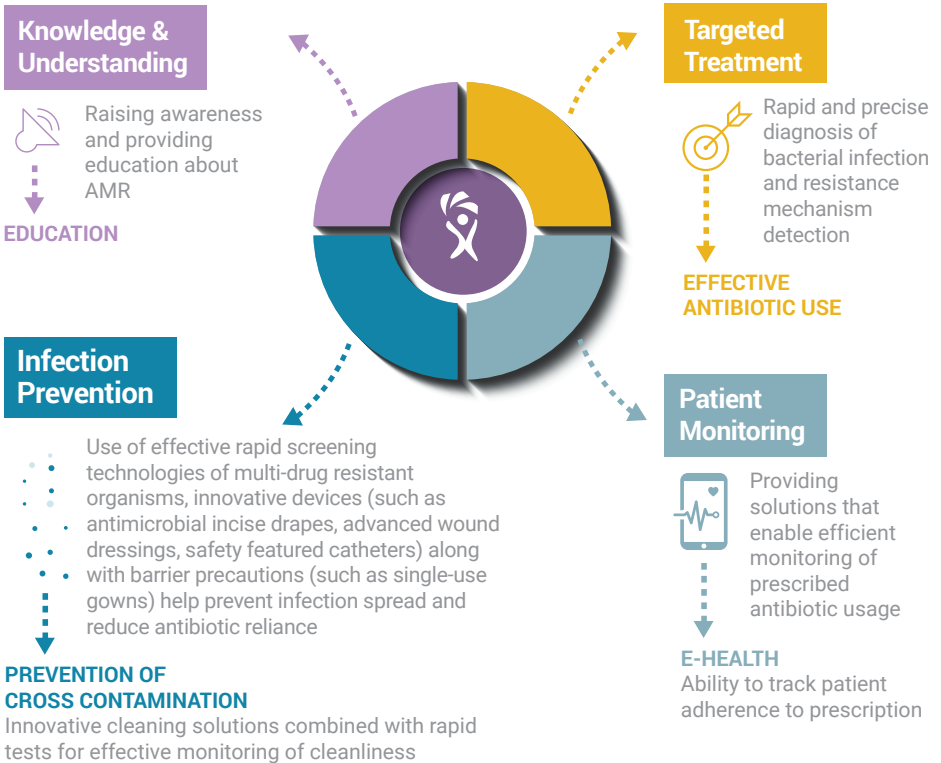 Knowledge &
Understanding
Raising awareness
and providing
education about
AMR
EDUCATION
Targeted
Treatment
Rapid and precise
diagnosis of
bacterial infection
and resistance
mechanism
detection
EFFECTIVE
ANTIBIOTIC USE
Infection
Prevention
Use of effective rapid screening
technologies of multi-drug resistant
organisms, innovative devices (such as
antimicrobial incise drapes, advanced wound
dressings, safety featured catheters) along
with barrier precautions (such as single-use
gowns) help prevent infection spread and
reduce antibiotic reliance
PREVENTION OF
CROSS CONTAMINATION
Innovative cleaning solutions combined with rapid
tests for effective monitoring of cleanliness
Patient
Monitoring
Providing
solutions that
enable efficient
monitoring of
prescribed
antibiotic usage
E-HEALTH
Ability to track patient
adherence to prescription